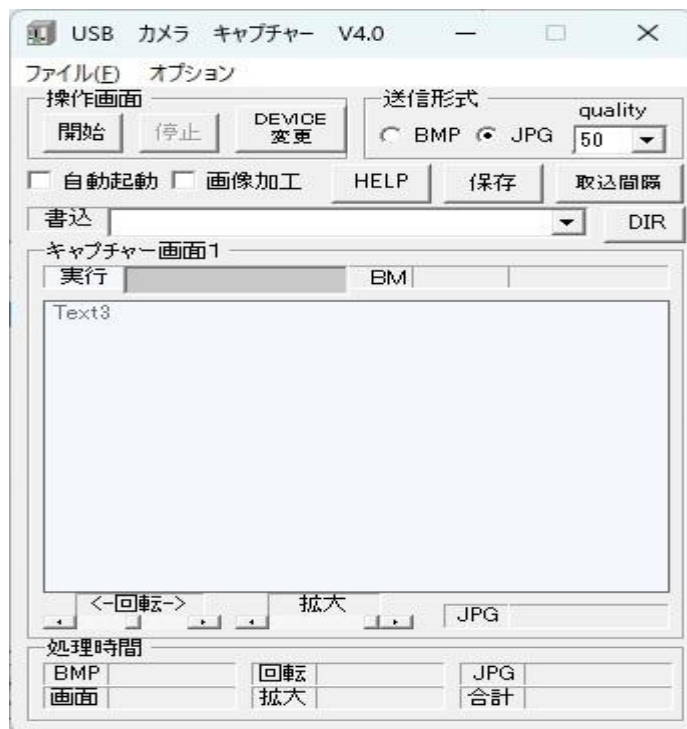 USB カメラ キャプチャー V4.0
ファイル(F) オプション
操作画面 送信形式 quality
開始 停止 DEVICE 変更 BMP JPG 50
自動起動 画像加工 HELP 保存 取込間隔
書込 DIR
キャプチャー画面1
実行 BM
Text3
<-回転-> 拡大 JPG
処理時間
BMP 回転 JPG
画面 拡大 合計